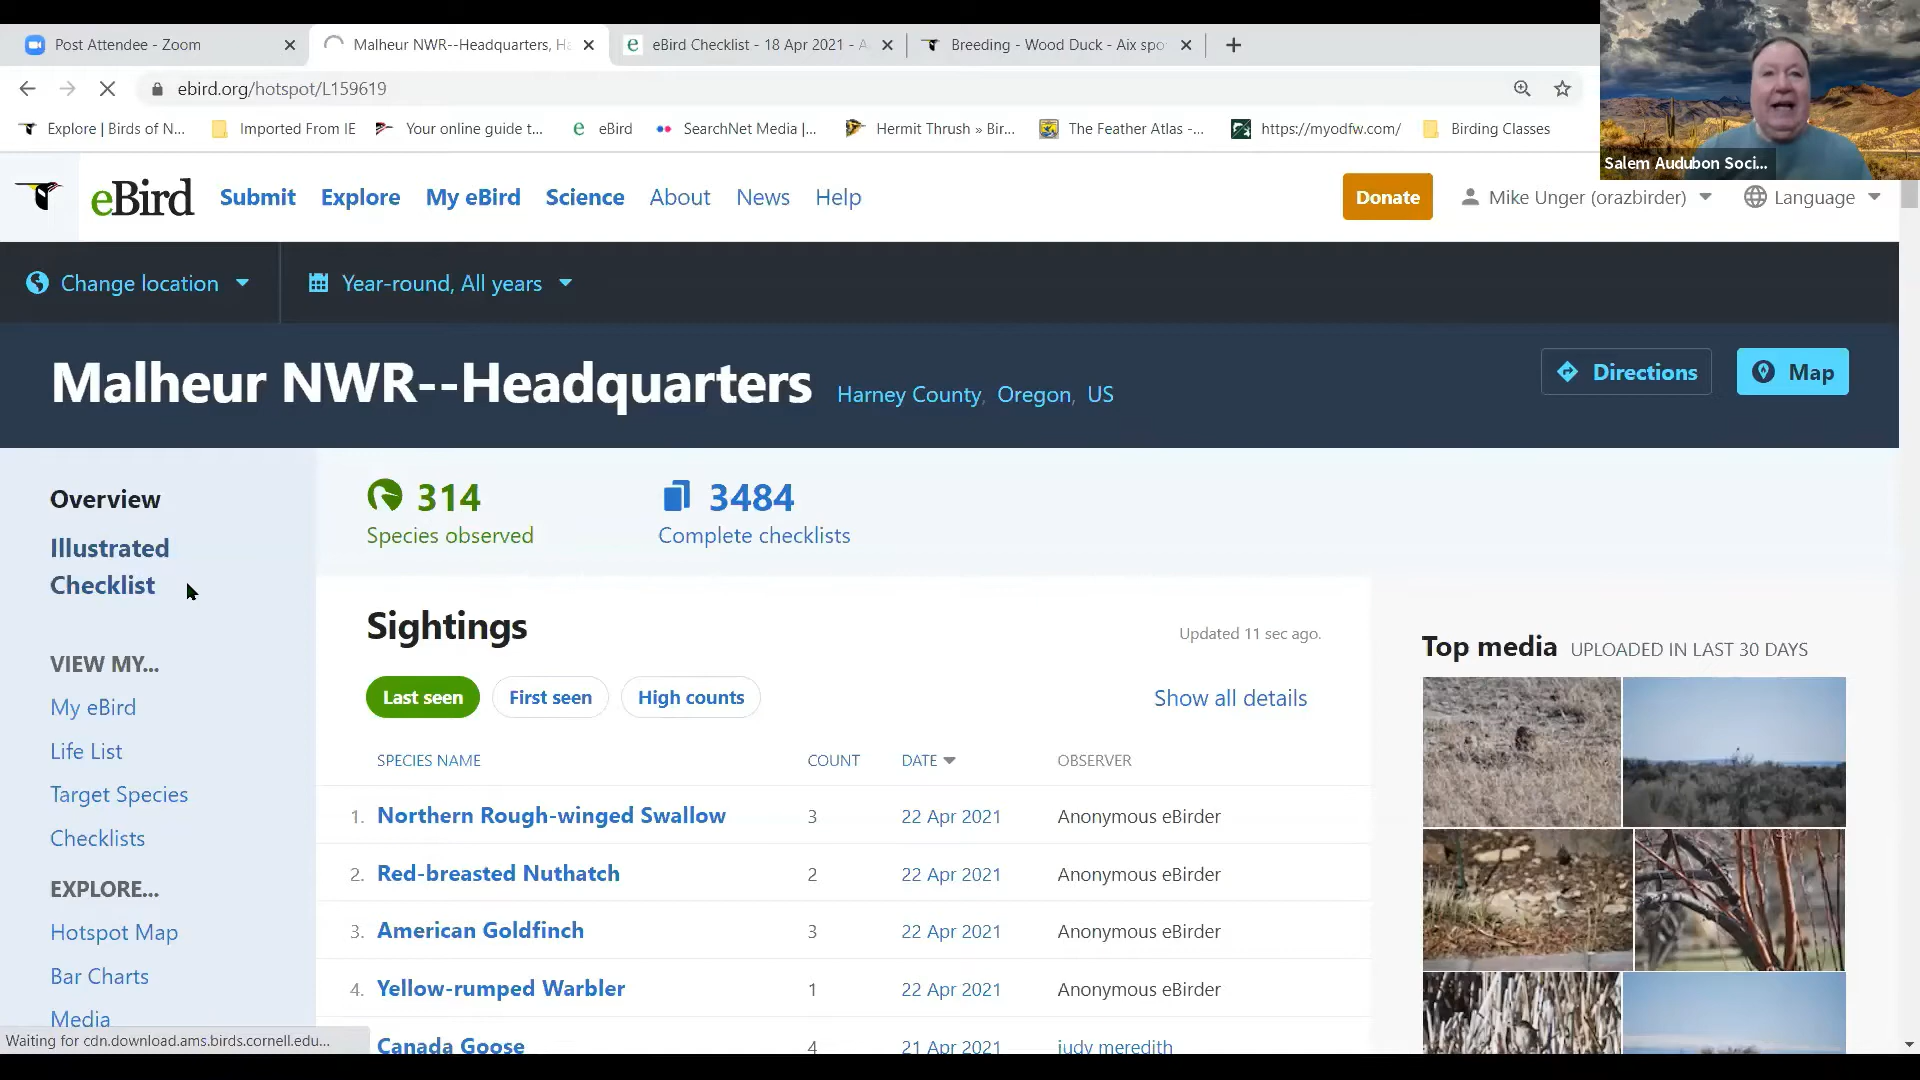 Post Attendee - Zoom
Malheur NWR--Headquarters, Ha
eBird Checklist - 18 Apr 2021 - A
Breeding - Wood Duck - Aix spo
ebird.org/hotspot/L159619
Explore | Birds of N...
Imported From IE
Your online guide t...
eBird
SearchNet Media |...
Hermit Thrush » Bir...
The Feather Atlas -...
https://myodfw.com/
Birding Classes
Salem Audubon Soci...
eBird
Submit
Explore
My eBird
Science
About
News
Help
Donate
Mike Unger (orazbirder)
Language
Change location
Year-round, All years
Malheur NWR--Headquarters
Harney County, Oregon, US
Directions
Map
Overview
Illustrated
Checklist
VIEW MY...
My eBird
Life List
Target Species
Checklists
EXPLORE...
Hotspot Map
Bar Charts
Media
Waiting for cdn.download.ams.birds.cornell.edu...
314
Species observed
3484
Complete checklists
Sightings
Updated 11 sec ago.
Last seen
First seen
High counts
Show all details
SPECIES NAME COUNT DATE OBSERVER
1. Northern Rough-winged Swallow 3 22 Apr 2021 Anonymous eBirder
2. Red-breasted Nuthatch 2 22 Apr 2021 Anonymous eBirder
3. American Goldfinch 3 22 Apr 2021 Anonymous eBirder
4. Yellow-rumped Warbler 1 22 Apr 2021 Anonymous eBirder
Canada Goose 4 21 Apr 2021 judy meredith
Top media UPLOADED IN LAST 30 DAYS